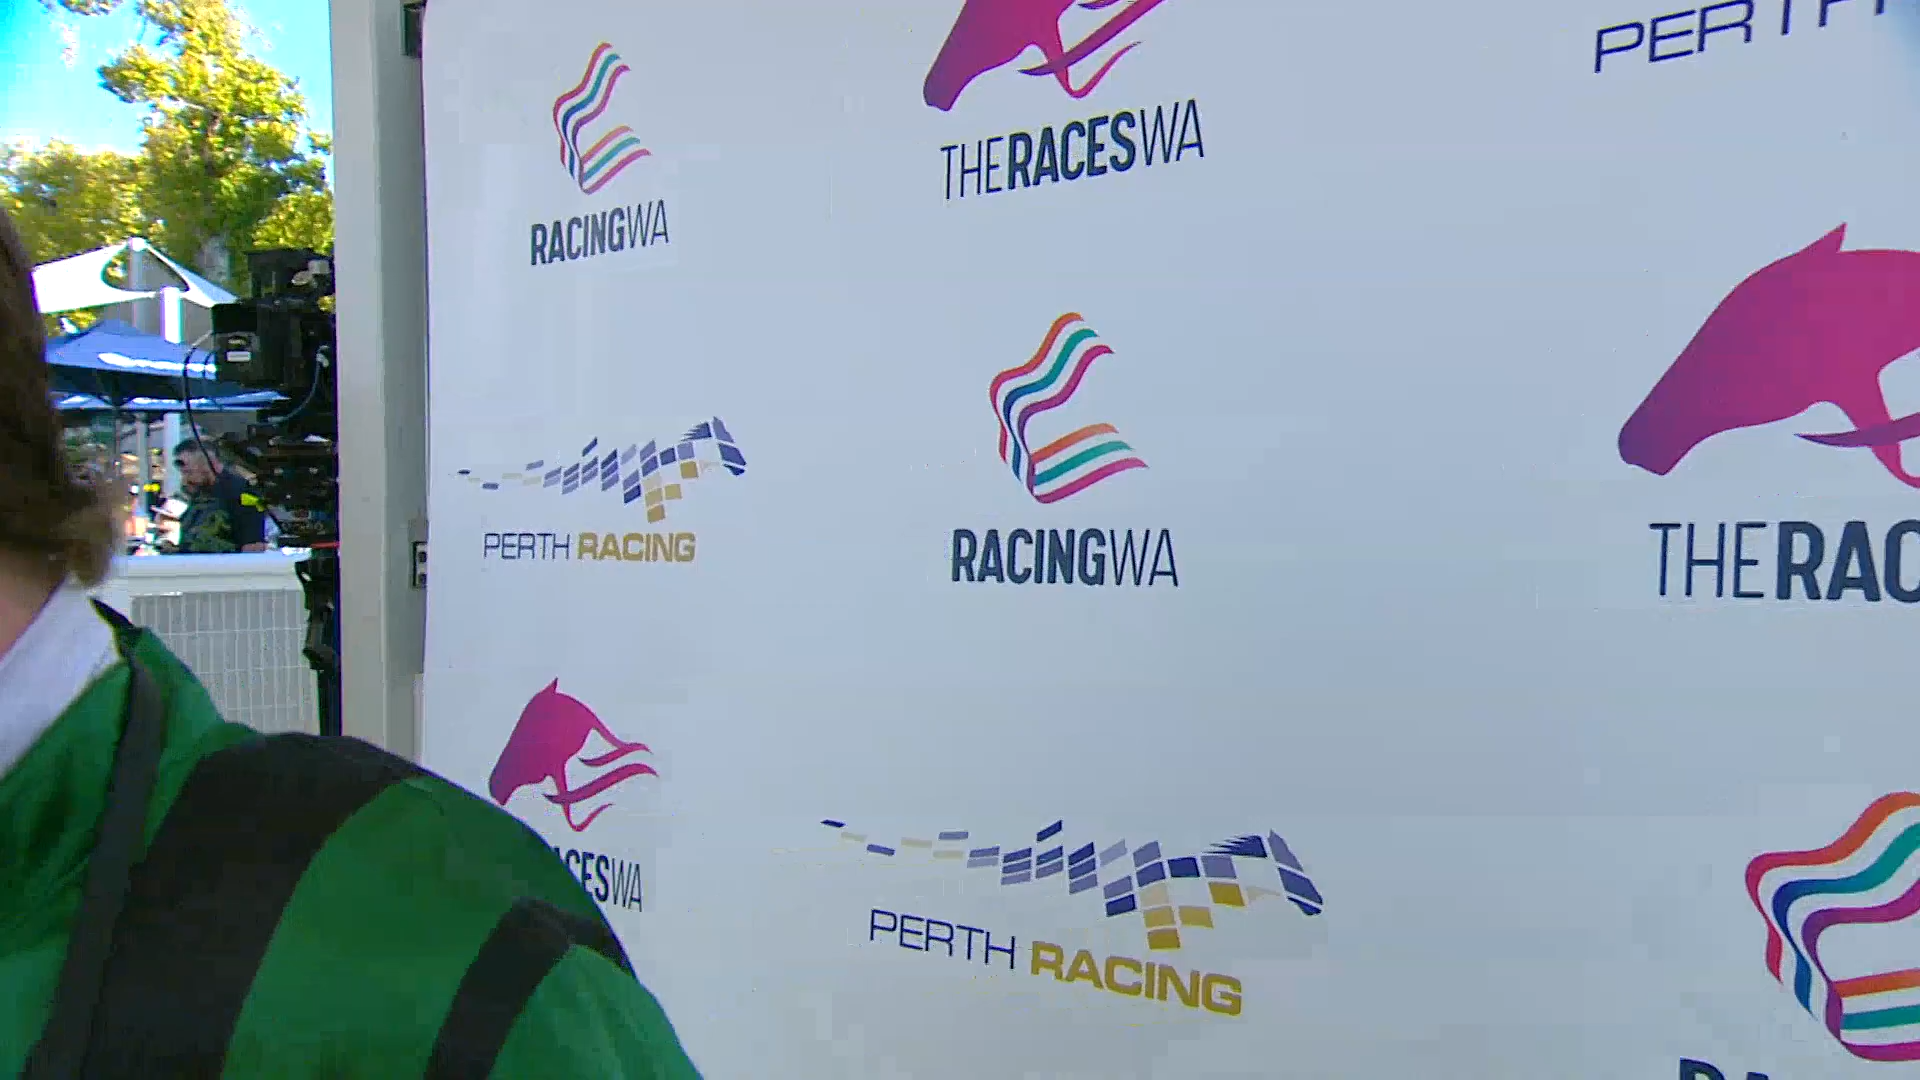 PERTH
THERACESWA
RACINGWA
RACINGWA
THERAC
PERTH RACING
CESWA
PERTH RACING